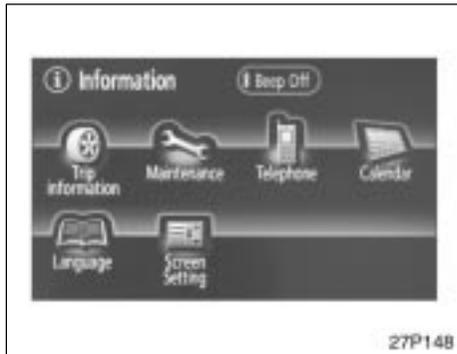 i Information
Beep Off
Trip information
Maintenance
Telephone
Calendar
Language
Screen Setting
27P148